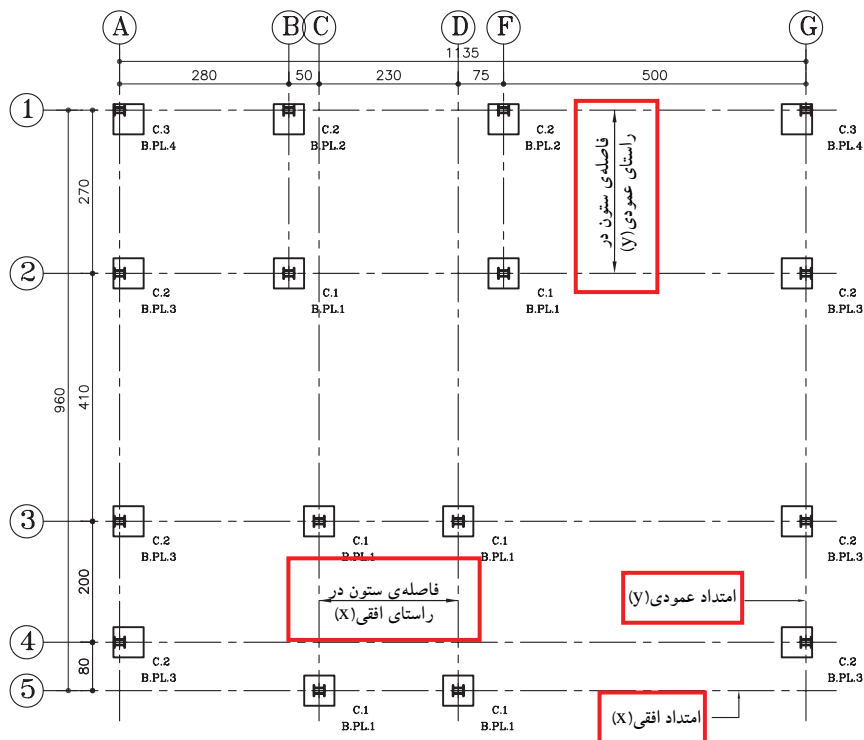 A B C D F G
1135
280 50 230 75 500
1
C.3 C.2 C.2 C.3
B.PL.4 B.PL.2 B.PL.2 B.PL.4
فاصله‌ی ستون در
راستای عمودی(y)
270
2
C.2 C.1 C.1 C.2
B.PL.3 B.PL.1 B.PL.1 B.PL.3
960
410
3
C.2 C.1 C.1 C.2
B.PL.3 B.PL.1 B.PL.1 B.PL.3
200
فاصله‌ی ستون در
راستای افقی(x)
امتداد عمودی(y)
4
C.2 C.2
B.PL.3 B.PL.3
80
5
C.1 C.1
B.PL.1 B.PL.1
امتداد افقی(x)